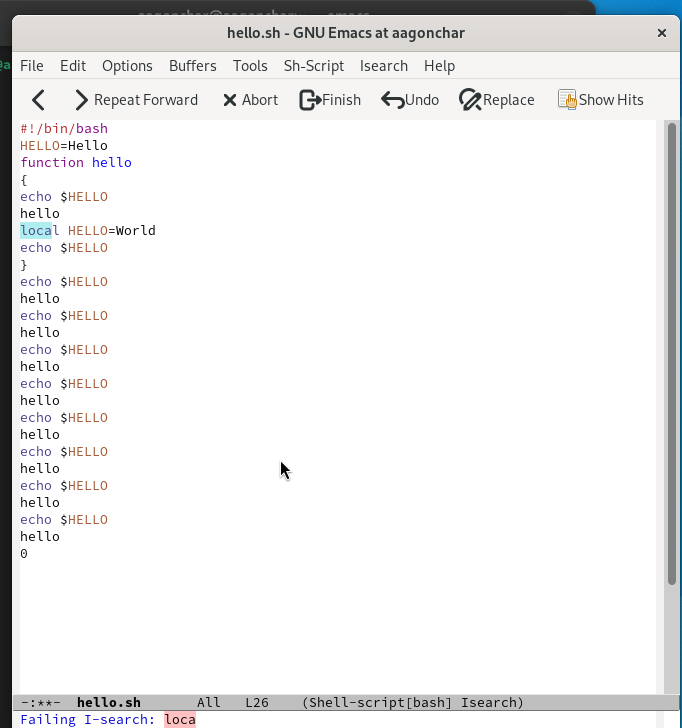 hello.sh - GNU Emacs at aagonchar ×
File Edit Options Buffers Tools Sh-Script Isearch Help
Repeat Forward Abort Finish Undo Replace Show Hits
#!/bin/bash
HELLO=Hello
function hello
{
echo $HELLO
hello
local HELLO=World
echo $HELLO
}
echo $HELLO
hello
echo $HELLO
hello
echo $HELLO
hello
echo $HELLO
hello
echo $HELLO
hello
echo $HELLO
hello
echo $HELLO
hello
echo $HELLO
hello
0
-:**- hello.sh All L26 (Shell-script[bash] Isearch)
Failing I-search: loca